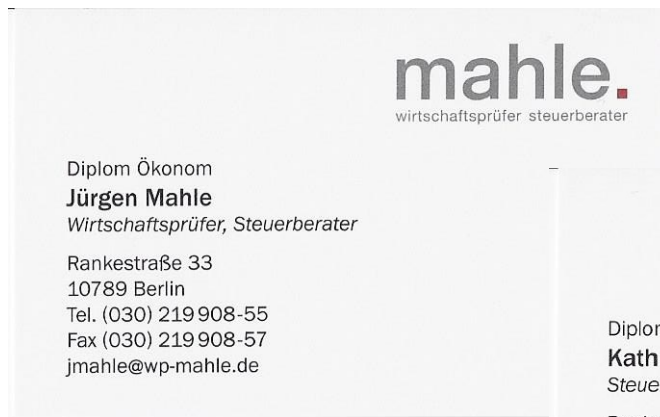 mahle.
wirtschaftsprüfer steuerberater
Diplom Ökonom
Jürgen Mahle
Wirtschaftsprüfer, Steuerberater
Rankestraße 33
10789 Berlin
Tel. (030) 219 908-55
Fax (030) 219 908-57
jmahle@wp-mahle.de